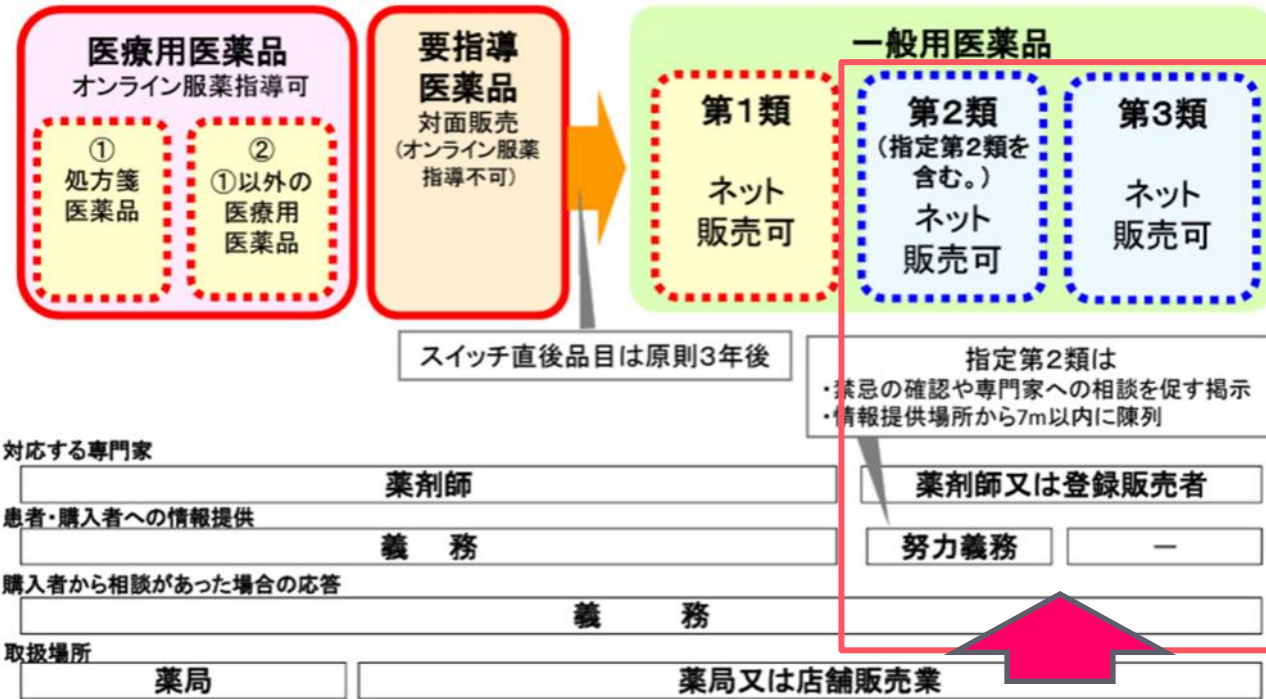 医療用医薬品
オンライン服薬指導可
①
処方箋
医薬品
②
①以外の
医療用
医薬品
要指導
医薬品
対面販売
(オンライン服薬
指導不可)
一般用医薬品
第1類
ネット
販売可
第2類
(指定第2類を
含む。)
ネット
販売可
第3類
ネット
販売可
スイッチ直後品目は原則3年後
指定第2類は
・禁忌の確認や専門家への相談を促す掲示
・情報提供場所から7m以内に陳列
対応する専門家
薬剤師
薬剤師又は登録販売者
患者・購入者への情報提供
義 務
努力義務
－
購入者から相談があった場合の応答
義 務
取扱場所
薬局
薬局又は店舗販売業